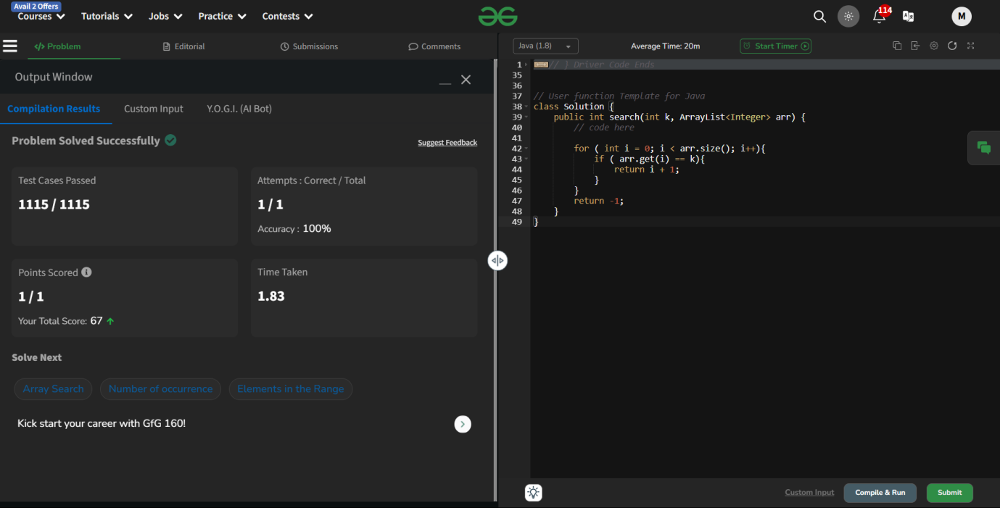 Avail 2 Offers
Courses Tutorials Jobs Practice Contests 114 M
Problem Editorial Submissions Comments
Output Window
Compilation Results Custom Input Y.O.G.I. (AI Bot)
Problem Solved Successfully
Suggest Feedback
Test Cases Passed
1115 / 1115
Attempts : Correct / Total
1 / 1
Accuracy : 100%
Points Scored
1 / 1
Your Total Score: 67
Time Taken
1.83
Solve Next
Array Search Number of occurrence Elements in the Range
Kick start your career with GfG 160!
Java (1.8) Average Time: 20m Start Timer
1 // } Driver Code Ends
35
36
37 // User function Template for Java
38 class Solution {
39 public int search(int k, ArrayList<Integer> arr) {
40 // code here
41
42 for ( int i = 0; i < arr.size(); i++){
43 if ( arr.get(i) == k){
44 return i + 1;
45 }
46 }
47 return -1;
48 }
49 }
Custom Input Compile & Run Submit